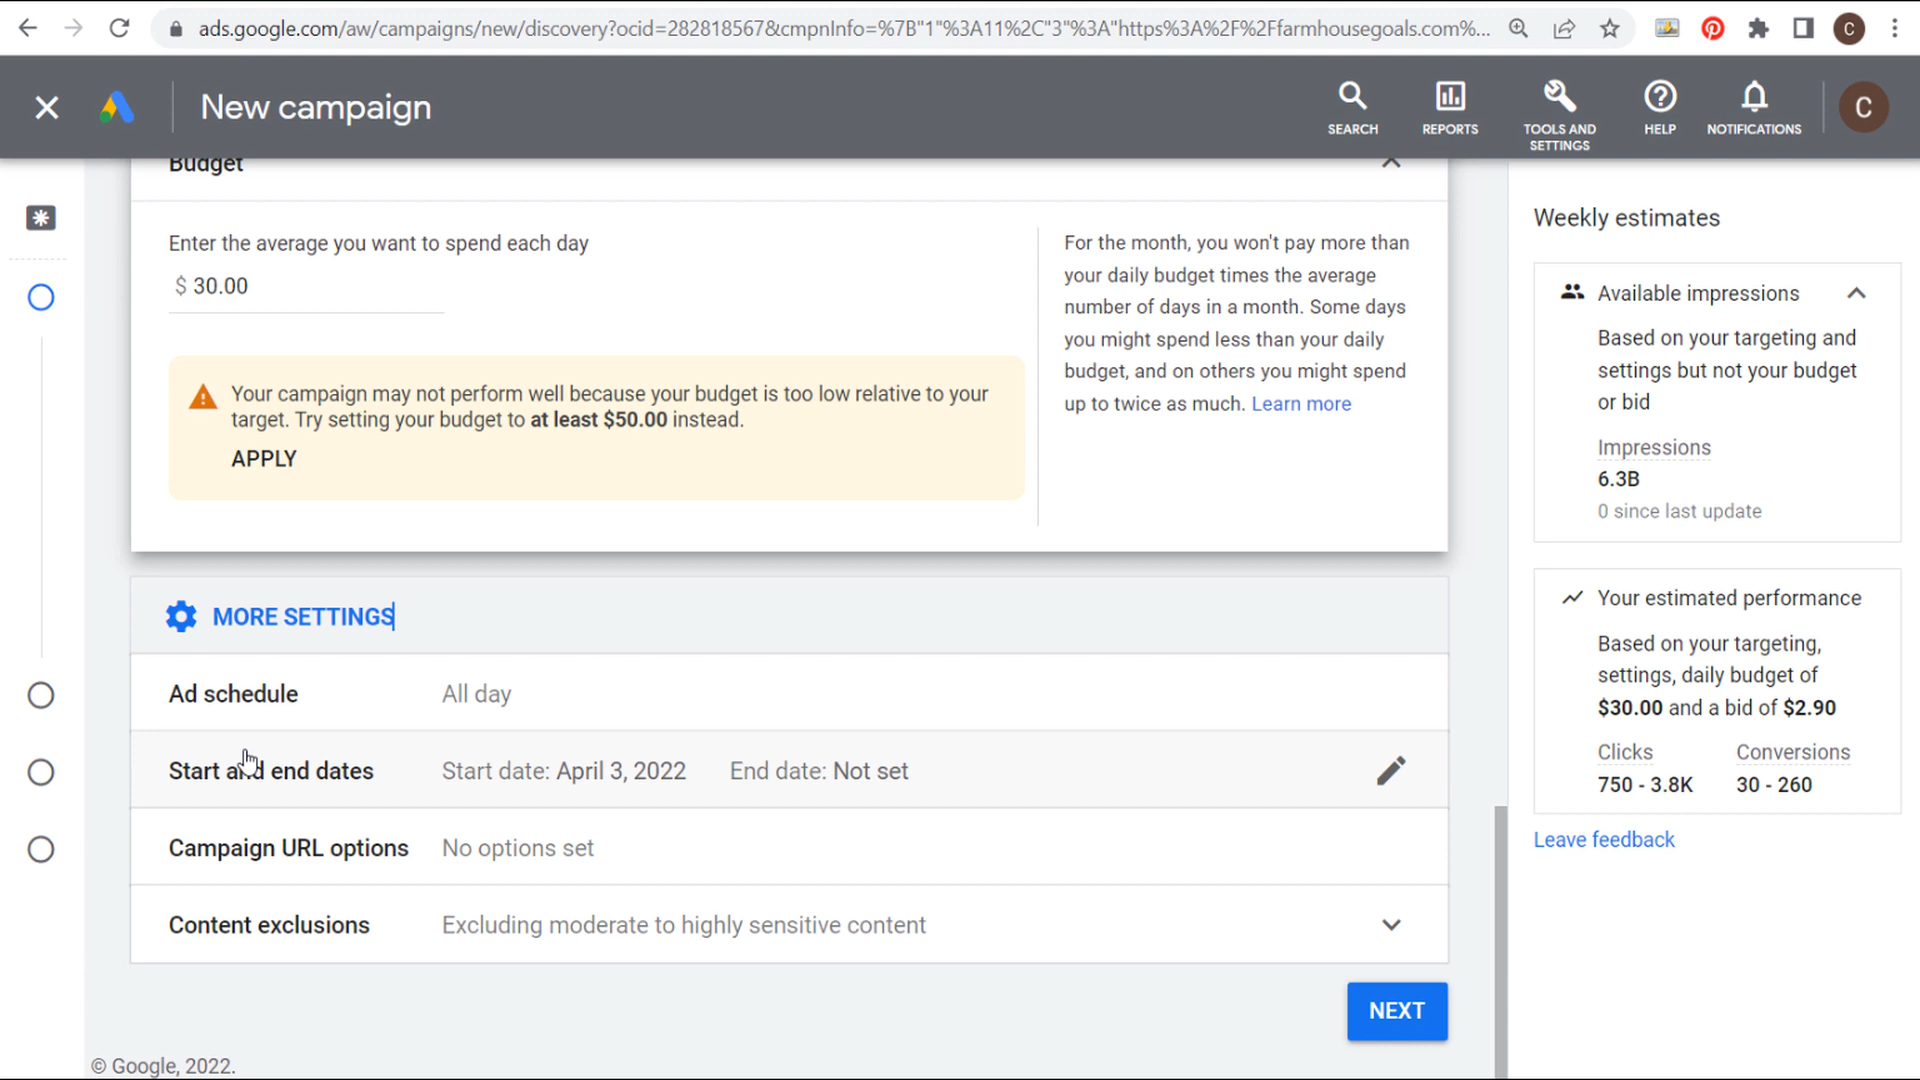 ads.google.com/aw/campaigns/new/discovery?ocid=282818567&cmpnInfo=%7B"1"%3A11%2C"3"%3A"https%3A%2F%2Ffarmhousegoals.com%...
C
New campaign
SEARCH
REPORTS
TOOLS AND
SETTINGS
HELP
NOTIFICATIONS
C
Budget
Enter the average you want to spend each day
$ 30.00
Your campaign may not perform well because your budget is too low relative to your
target. Try setting your budget to at least $50.00 instead.
APPLY
For the month, you won't pay more than
your daily budget times the average
number of days in a month. Some days
you might spend less than your daily
budget, and on others you might spend
up to twice as much. Learn more
MORE SETTINGS
Ad schedule All day
Start and end dates Start date: April 3, 2022 End date: Not set
Campaign URL options No options set
Content exclusions Excluding moderate to highly sensitive content
NEXT
© Google, 2022.
Weekly estimates
Available impressions
Based on your targeting and
settings but not your budget
or bid
Impressions
6.3B
0 since last update
Your estimated performance
Based on your targeting,
settings, daily budget of
$30.00 and a bid of $2.90
Clicks Conversions
750 - 3.8K 30 - 260
Leave feedback